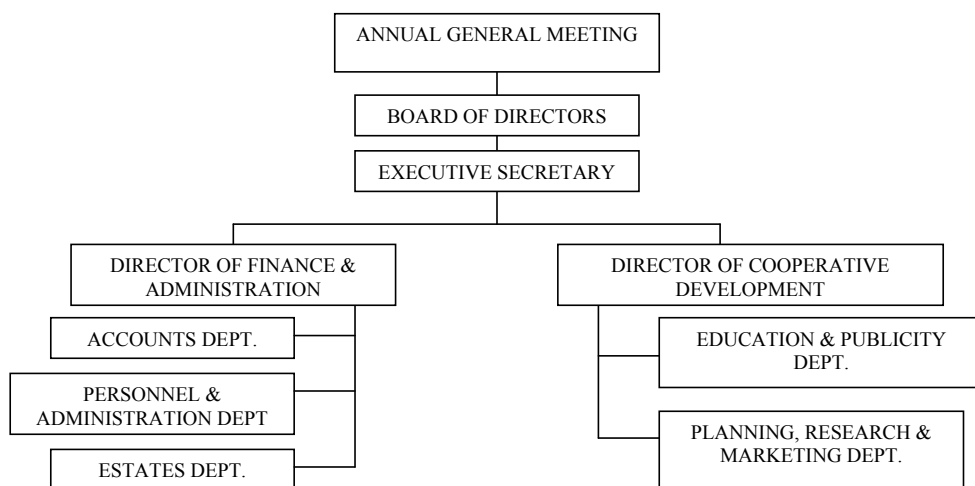 ANNUAL GENERAL MEETING
BOARD OF DIRECTORS
EXECUTIVE SECRETARY
DIRECTOR OF FINANCE &
ADMINISTRATION
ACCOUNTS DEPT.
PERSONNEL &
ADMINISTRATION DEPT
ESTATES DEPT.
DIRECTOR OF COOPERATIVE
DEVELOPMENT
EDUCATION & PUBLICITY
DEPT.
PLANNING, RESEARCH &
MARKETING DEPT.